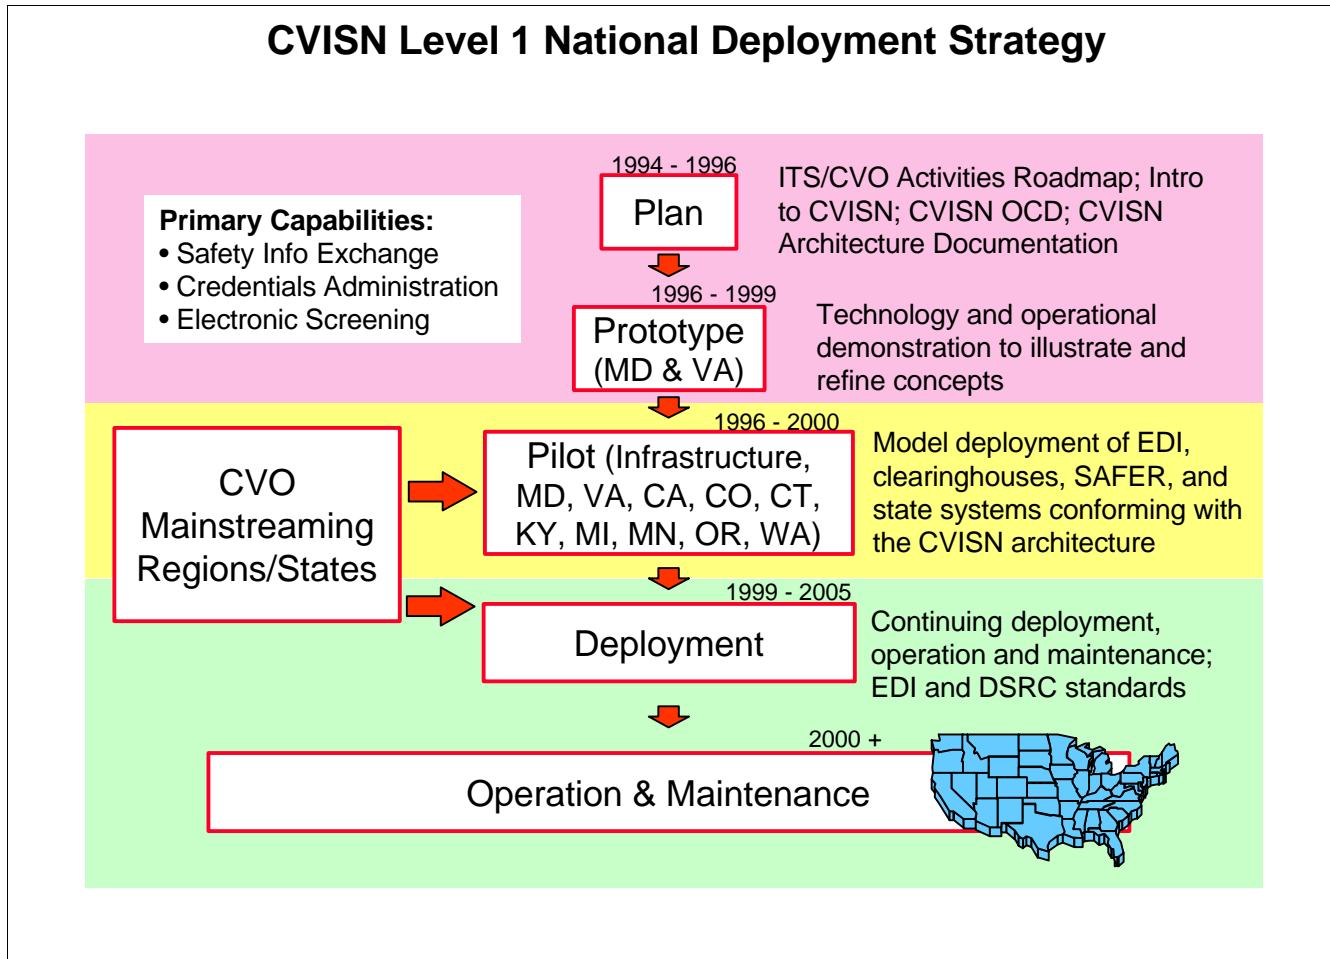 CVISN Level 1 National Deployment Strategy
Primary Capabilities:
• Safety Info Exchange
• Credentials Administration
• Electronic Screening
1994 - 1996
Plan
ITS/CVO Activities Roadmap; Intro
to CVISN; CVISN OCD; CVISN
Architecture Documentation
1996 - 1999
Prototype
(MD & VA)
Technology and operational
demonstration to illustrate and
refine concepts
CVO
Mainstreaming
Regions/States
1996 - 2000
Pilot (Infrastructure,
MD, VA, CA, CO, CT,
KY, MI, MN, OR, WA)
Model deployment of EDI,
clearinghouses, SAFER, and
state systems conforming with
the CVISN architecture
1999 - 2005
Deployment
Continuing deployment,
operation and maintenance;
EDI and DSRC standards
2000 +
Operation & Maintenance